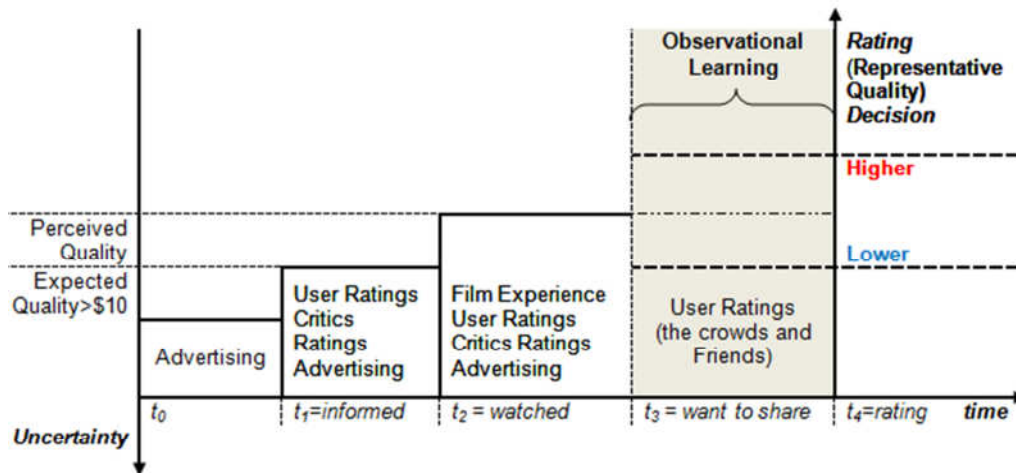 Observational
Learning
Rating
(Representative
Quality)
Decision
Higher
Perceived
Quality
Lower
Expected
Quality>$10
Advertising
User Ratings
Critics
Ratings
Advertising
Film Experience
User Ratings
Critics Ratings
Advertising
User Ratings
(the crowds and
Friends)
t0
t1=informed
t2 = watched
t3 = want to share
t4=rating
time
Uncertainty